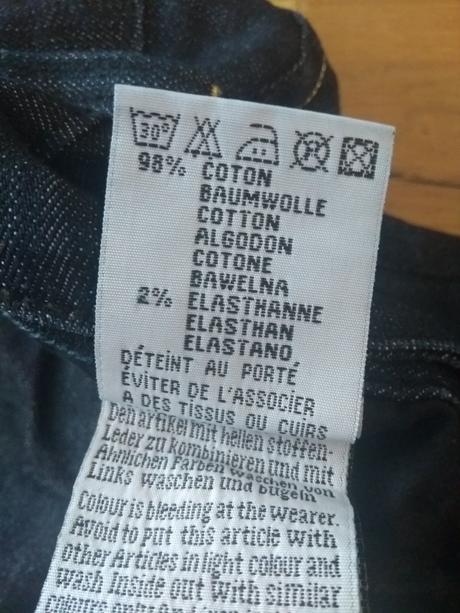 30°
98% COTON
BAUMWOLLE
COTTON
ALGODON
COTONE
BAWELNA
2% ELASTHANNE
ELASTHAN
ELASTANO
DÉTEINT AU PORTÉ
ÉVITER DE L'ASSOCIER
A DES TISSUS OU CUIRS
Den artikel mit hellen stoffen-
Leder zu kombinieren und mit
Ähnlichen Farben waschen von
Links waschen und bügeln
Colour is bleeding at the wearer.
Avoid to put this article with
other Articles in light colour and
wash inside out with similar